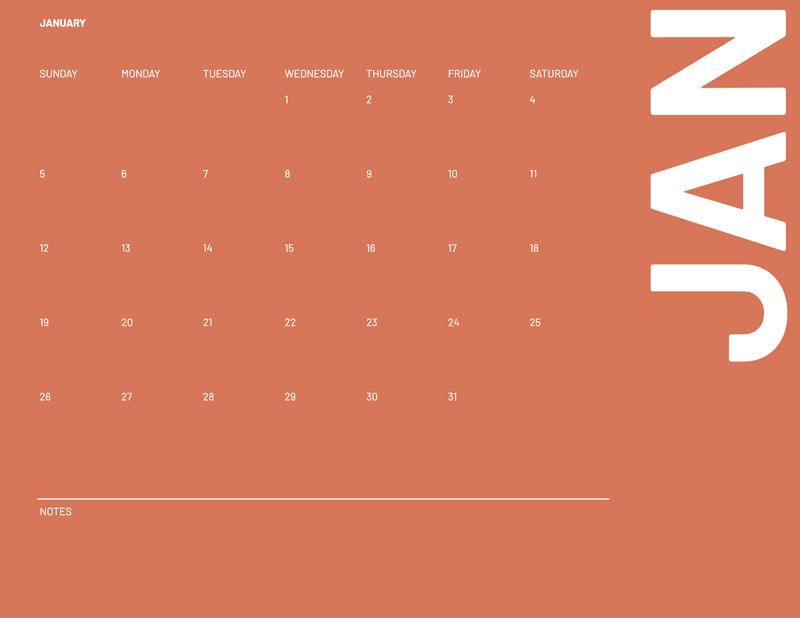 JANUARY
SUNDAY MONDAY TUESDAY WEDNESDAY THURSDAY FRIDAY SATURDAY
1 2 3 4
5 6 7 8 9 10 11
12 13 14 15 16 17 18
19 20 21 22 23 24 25
26 27 28 29 30 31
NOTES
JAN